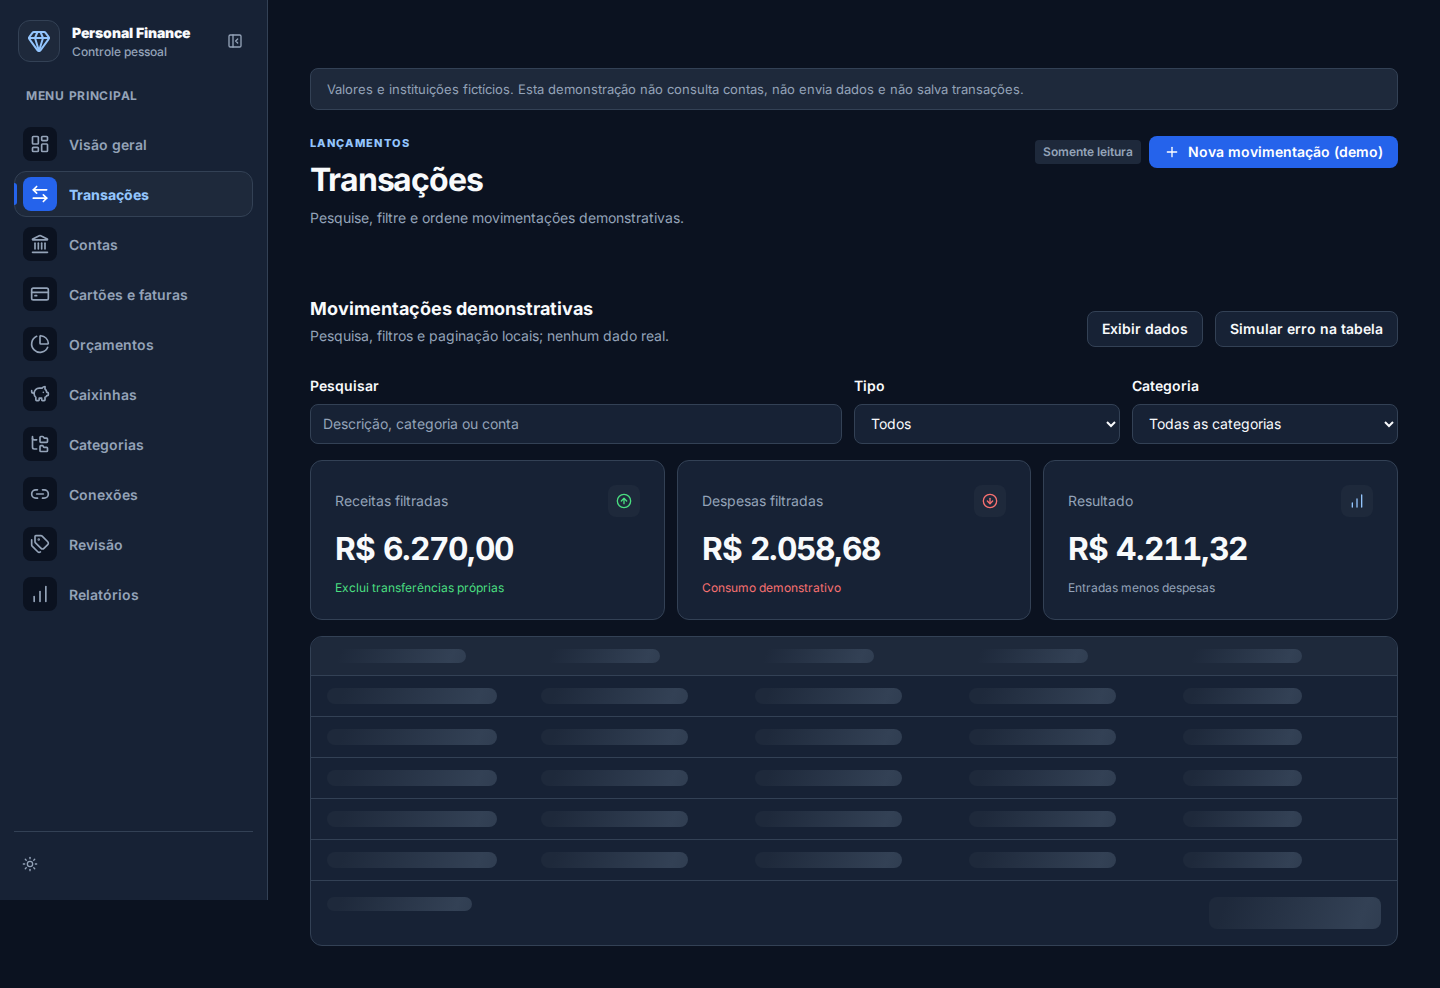 Personal Finance
Controle pessoal
MENU PRINCIPAL
Visão geral
Transações
Contas
Cartões e faturas
Orçamentos
Caixinhas
Categorias
Conexões
Revisão
Relatórios
Valores e instituições fictícios. Esta demonstração não consulta contas, não envia dados e não salva transações.
LANÇAMENTOS
Somente leitura
Nova movimentação (demo)
Transações
Pesquise, filtre e ordene movimentações demonstrativas.
Movimentações demonstrativas
Pesquisa, filtros e paginação locais; nenhum dado real.
Exibir dados
Simular erro na tabela
Pesquisar
Tipo
Categoria
Descrição, categoria ou conta
Todos
Todas as categorias
Receitas filtradas
R$ 6.270,00
Exclui transferências próprias
Despesas filtradas
R$ 2.058,68
Consumo demonstrativo
Resultado
R$ 4.211,32
Entradas menos despesas